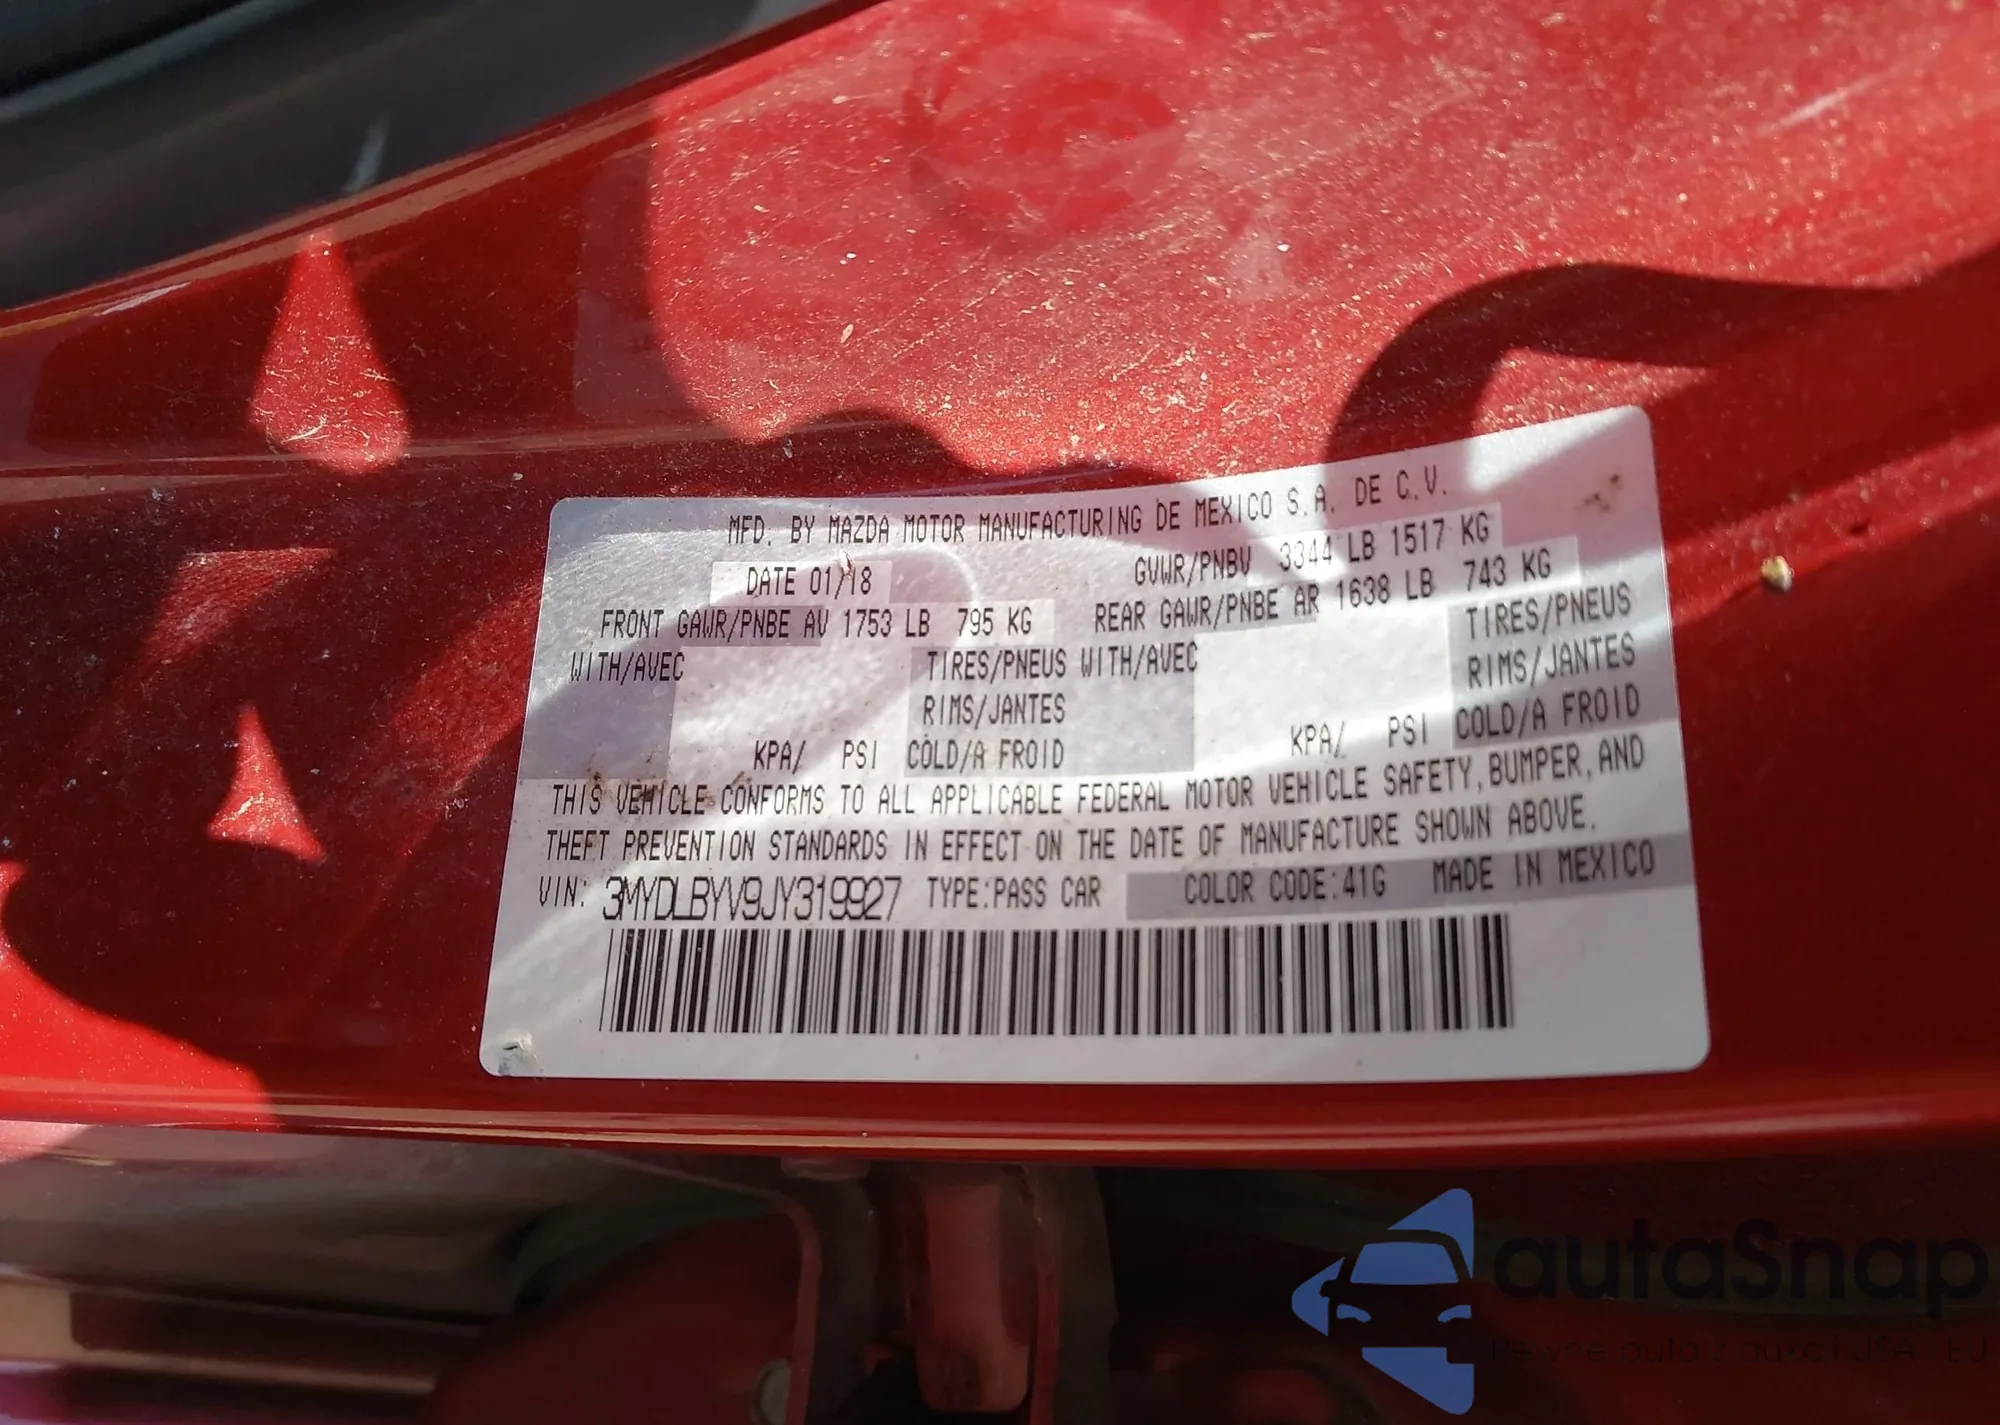 MFD. BY MAZDA MOTOR MANUFACTURING DE MEXICO S.A. DE C.V.
DATE 01/18 GVWR/PNBV 3344 LB 1517 KG
FRONT GAWR/PNBE AV 1753 LB 795 KG REAR GAWR/PNBE AR 1638 LB 743 KG
WITH/AVEC TIRES/PNEUS WITH/AVEC TIRES/PNEUS
RIMS/JANTES RIMS/JANTES
KPA/ PSI COLD/A FROID KPA/ PSI COLD/A FROID
THIS VEHICLE CONFORMS TO ALL APPLICABLE FEDERAL MOTOR VEHICLE SAFETY, BUMPER, AND
THEFT PREVENTION STANDARDS IN EFFECT ON THE DATE OF MANUFACTURE SHOWN ABOVE.
VIN: 3MYDLBYV9JY319927 TYPE:PASS CAR COLOR CODE:41G MADE IN MEXICO
autaSnap